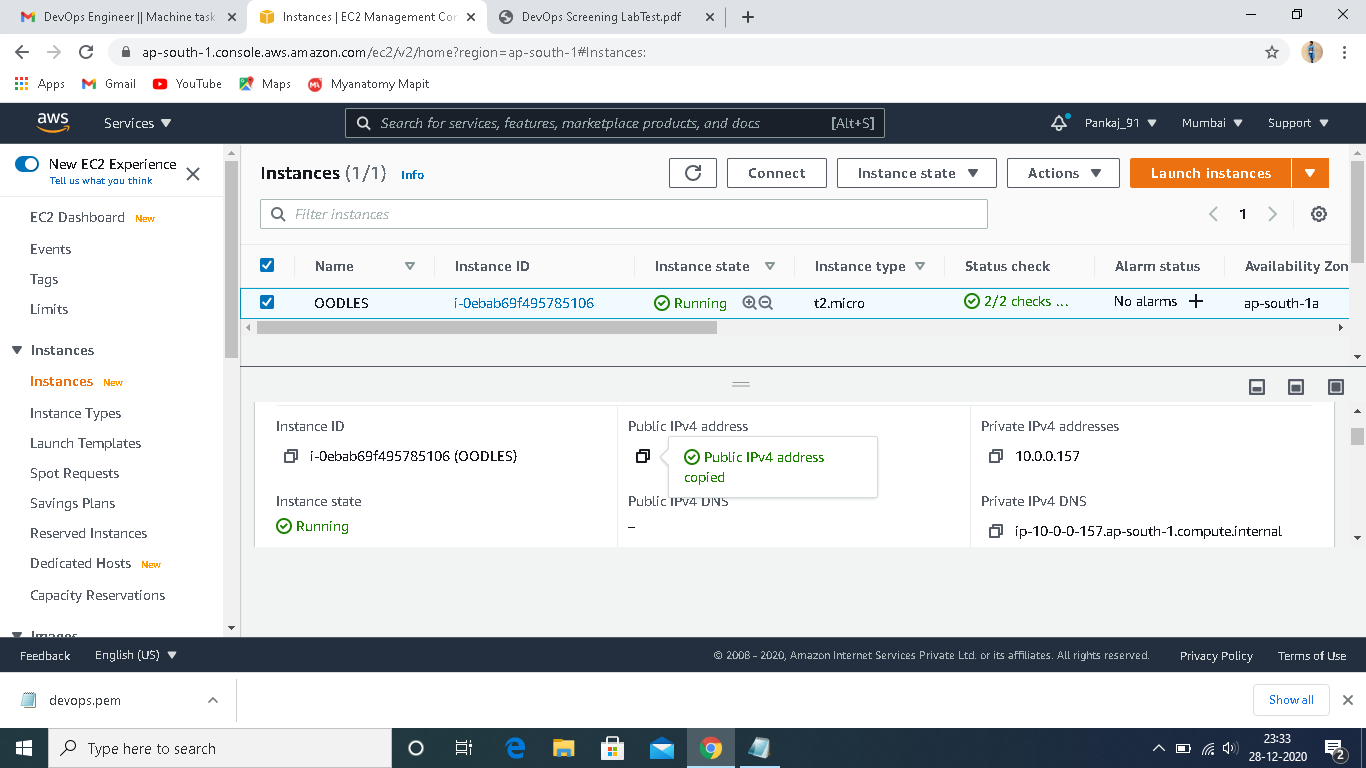 DevOps Engineer || Machine task
Instances | EC2 Management Con
DevOps Screening LabTest.pdf
ap-south-1.console.aws.amazon.com/ec2/v2/home?region=ap-south-1#Instances:
Apps Gmail YouTube Maps Myanatomy Mapit
aws Services Search for services, features, marketplace products, and docs [Alt+S] Pankaj_91 Mumbai Support
New EC2 Experience
Tell us what you think
EC2 Dashboard New
Events
Tags
Limits
Instances
Instances New
Instance Types
Launch Templates
Spot Requests
Savings Plans
Reserved Instances
Dedicated Hosts New
Capacity Reservations
Images
Instances (1/1) Info Connect Instance state Actions Launch instances
Filter instances 1
Name Instance ID Instance state Instance type Status check Alarm status Availability Zon
OODLES i-0ebab69f495785106 Running t2.micro 2/2 checks ... No alarms ap-south-1a
Instance ID
i-0ebab69f495785106 (OODLES)
Instance state
Running
Public IPv4 address
Public IPv4 address
copied
Public IPv4 DNS
–
Private IPv4 addresses
10.0.0.157
Private IPv4 DNS
ip-10-0-0-157.ap-south-1.compute.internal
Feedback English (US) © 2008 - 2020, Amazon Internet Services Private Ltd. or its affiliates. All rights reserved. Privacy Policy Terms of Use
devops.pem Show all
Type here to search
23:33
28-12-2020
2